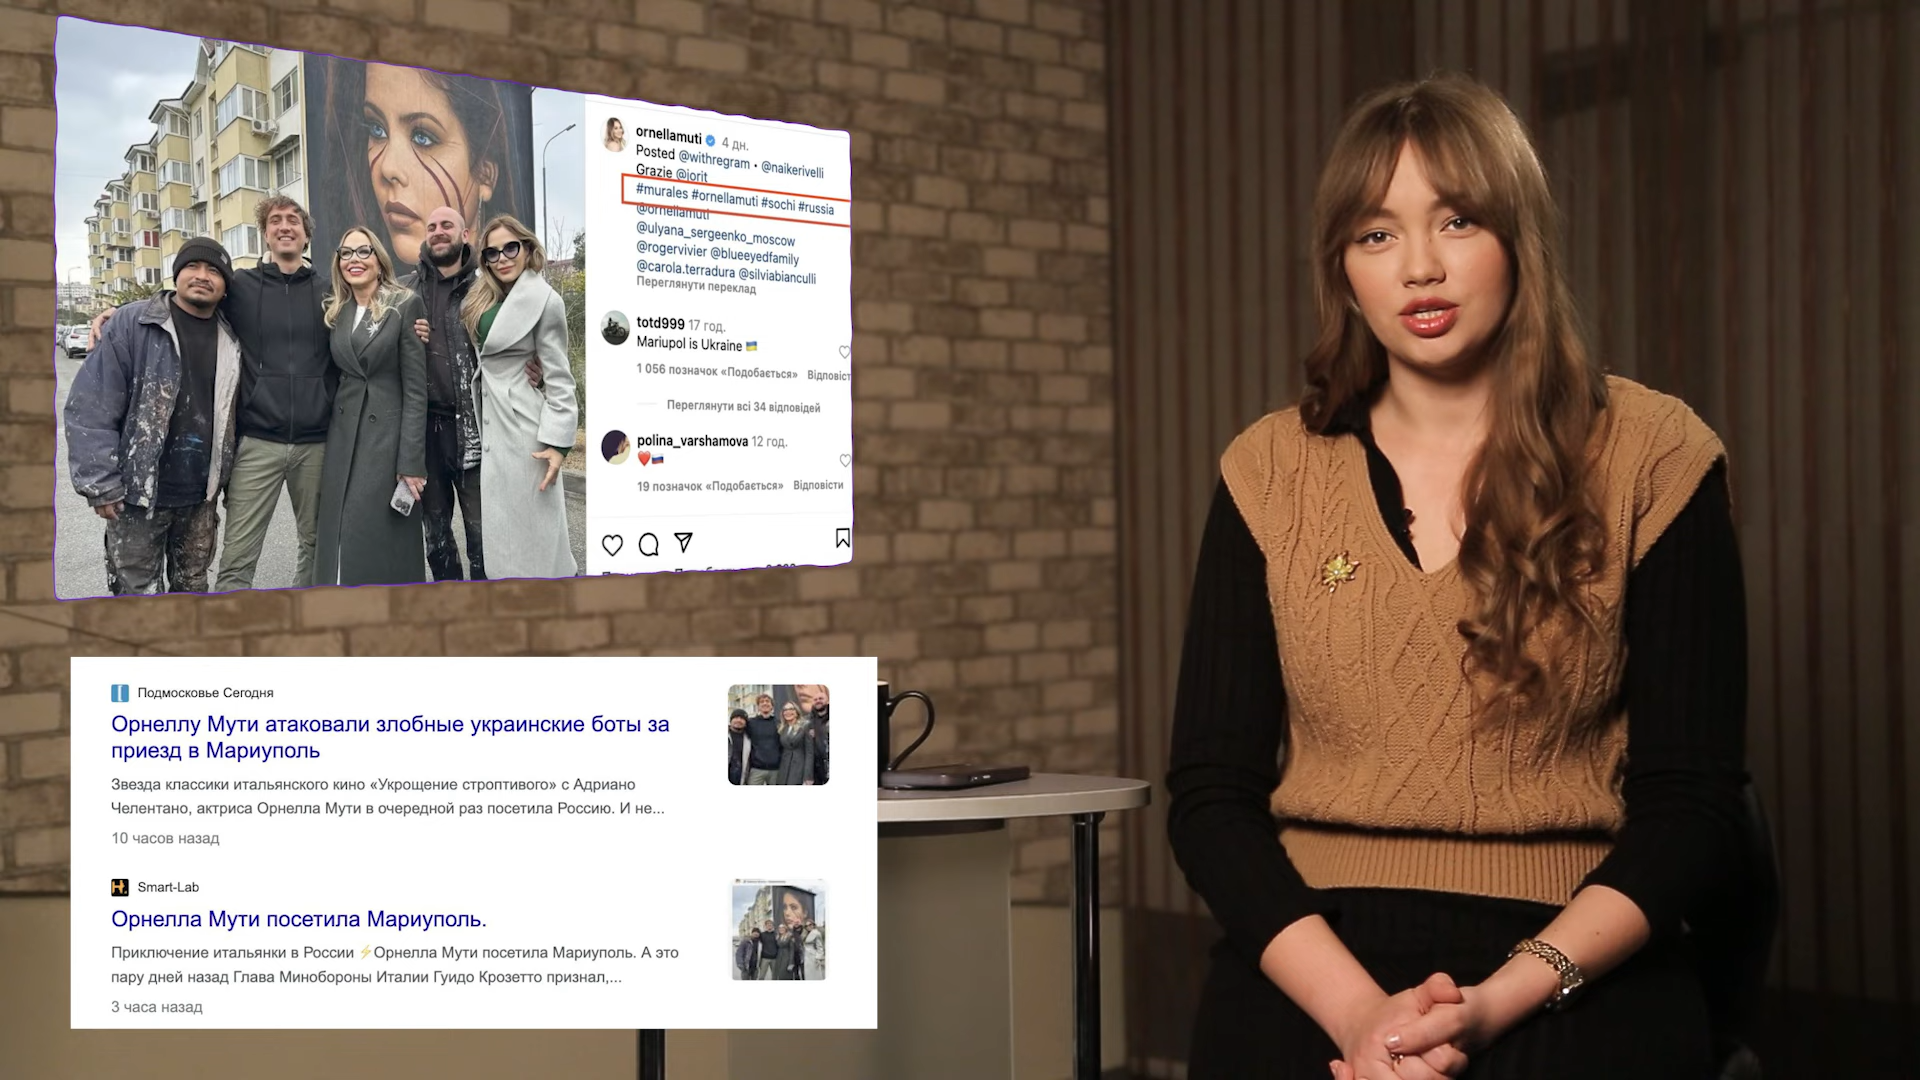 ornellamuti 4 дн.
Posted @withregram • @naikerivelli
Grazie @jorit
#murales #ornellamuti #sochi #russia
@ornellamuti
@ulyana_sergeenko_moscow
@rogervivier @blueeyedfamily
@carola.terradura @silviabianculli
Переглянути переклад
totd999 17 год.
Mariupol is Ukraine 🇺🇦
1 056 позначок «Подобається» Відповіст
Переглянути всі 34 відповідей
polina_varshamova 12 год.
❤️🇷🇺
19 позначок «Подобається» Відповісти
Подмосковье Сегодня
Орнеллу Мути атаковали злобные украинские боты за
приезд в Мариуполь
Звезда классики итальянского кино «Укрощение строптивого» с Адриано
Челентано, актриса Орнелла Мути в очередной раз посетила Россию. И не...
10 часов назад
Smart-Lab
Орнелла Мути посетила Мариуполь.
Приключение итальянки в России ⚡Орнелла Мути посетила Мариуполь. А это
пару дней назад Глава Минобороны Италии Гуидо Крозетто признал,...
3 часа назад